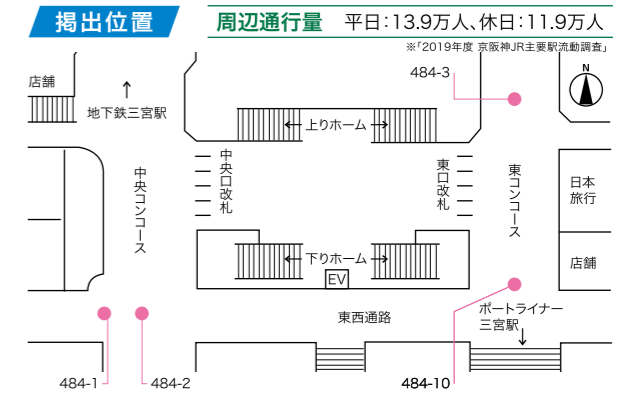 掲出位置
周辺通行量 平日：13.9万人、休日：11.9万人
※「2019年度 京阪神JR主要駅流動調査」
484-3
N
店舗
地下鉄三宮駅
上りホーム
中央コンコース
中央口改札
東口改札
東コンコース
日本
旅行
下りホーム
店舗
EV
東西通路
ポートライナー
三宮駅
484-1
484-2
484-10